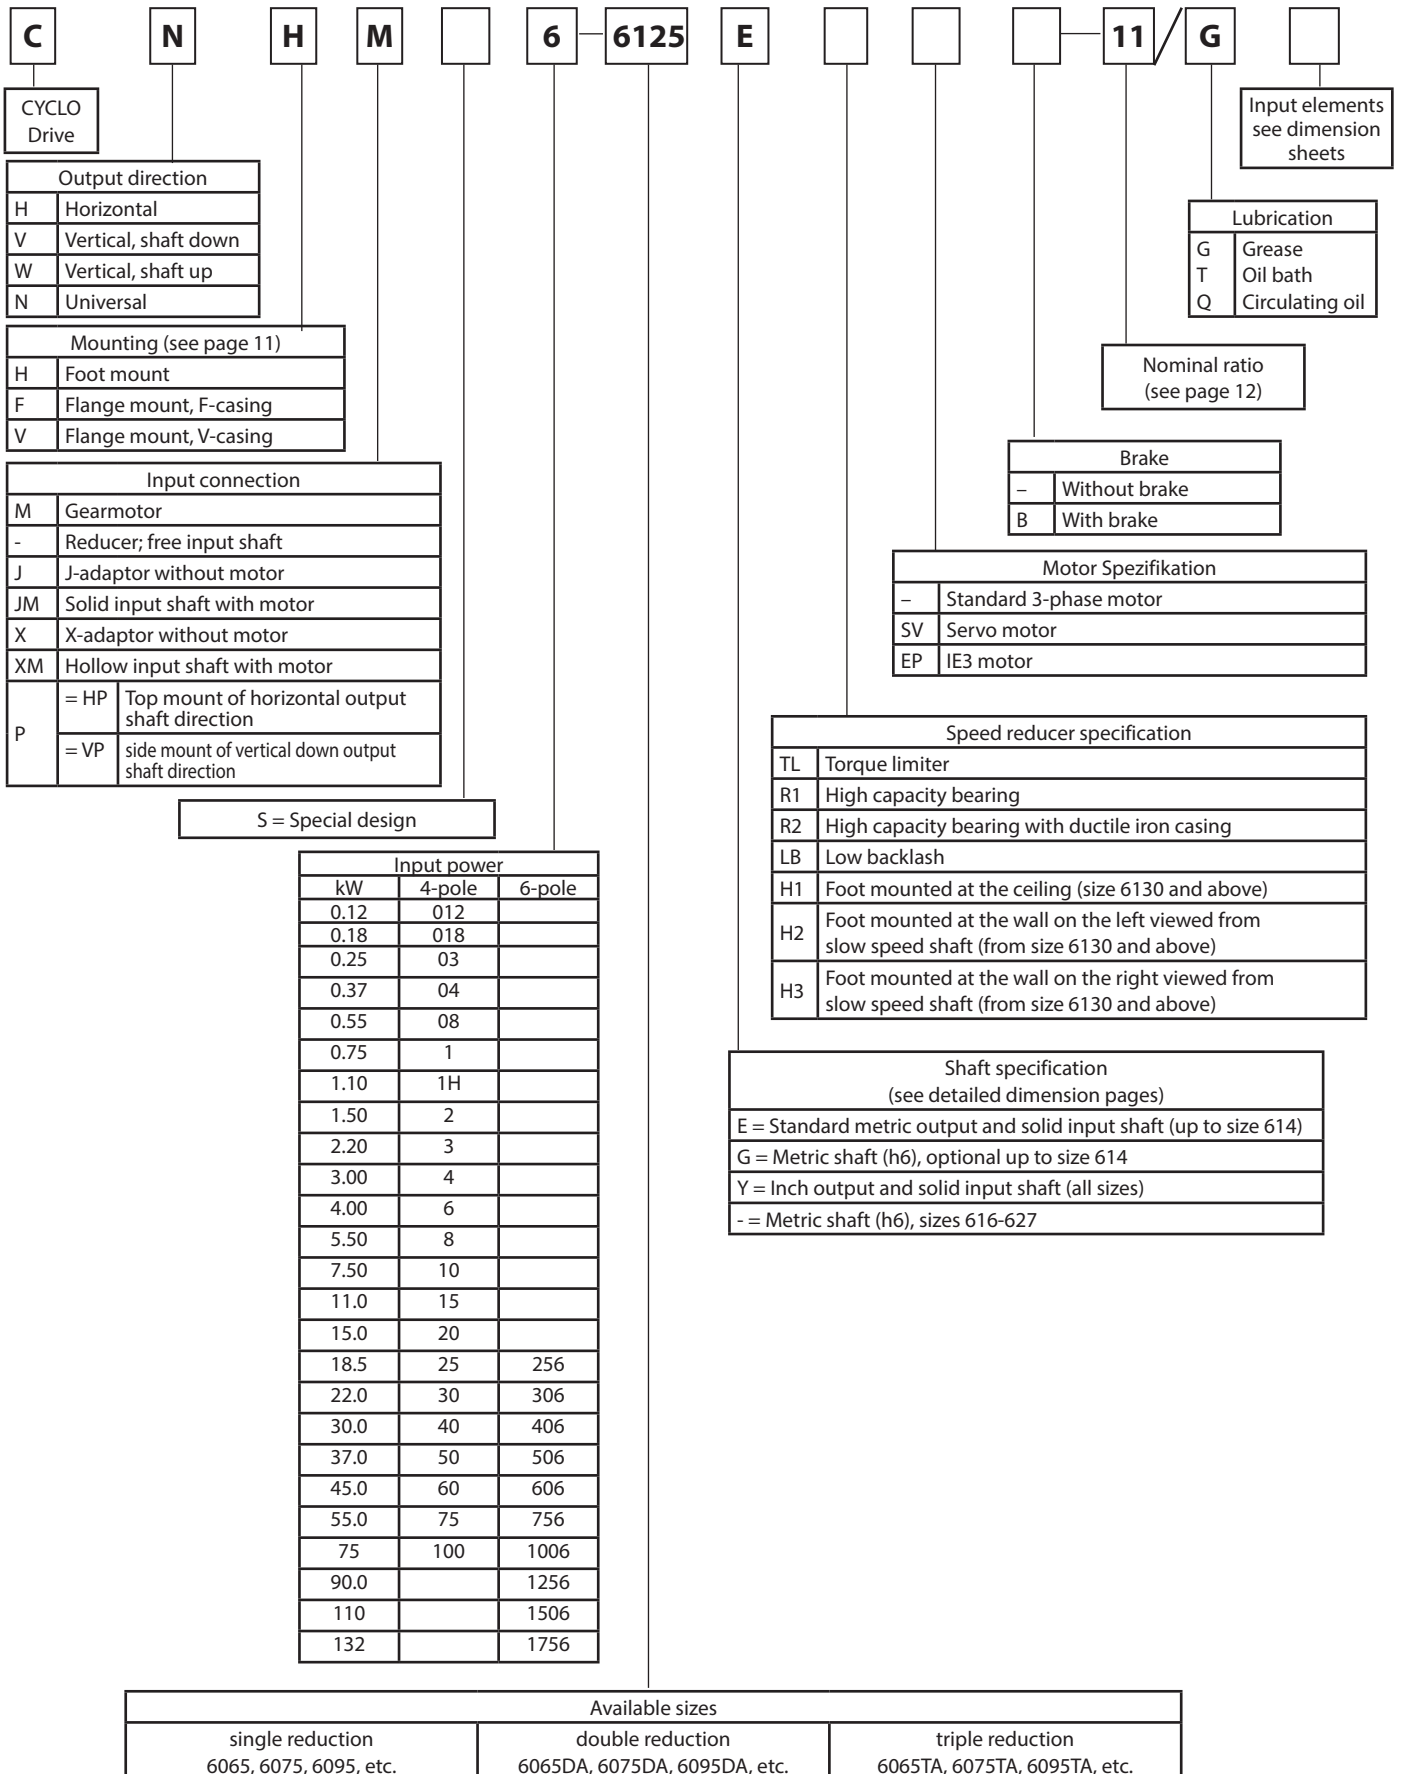 C N H M 6 – 6125 E – 11 / G
CYCLO
Drive
Input elements
see dimension
sheets
Output direction
H Horizontal
V Vertical, shaft down
W Vertical, shaft up
N Universal
Lubrication
G Grease
T Oil bath
Q Circulating oil
Mounting (see page 11)
H Foot mount
F Flange mount, F-casing
V Flange mount, V-casing
Nominal ratio
(see page 12)
Input connection
M Gearmotor
- Reducer; free input shaft
J J-adaptor without motor
JM Solid input shaft with motor
X X-adaptor without motor
XM Hollow input shaft with motor
P = HP Top mount of horizontal output
shaft direction
= VP side mount of vertical down output
shaft direction
Brake
– Without brake
B With brake
Motor Spezifikation
– Standard 3-phase motor
SV Servo motor
EP IE3 motor
Speed reducer specification
TL Torque limiter
R1 High capacity bearing
R2 High capacity bearing with ductile iron casing
LB Low backlash
H1 Foot mounted at the ceiling (size 6130 and above)
H2 Foot mounted at the wall on the left viewed from
slow speed shaft (from size 6130 and above)
H3 Foot mounted at the wall on the right viewed from
slow speed shaft (from size 6130 and above)
S = Special design
Input power
kW 4-pole 6-pole
0.12 012
0.18 018
0.25 03
0.37 04
0.55 08
0.75 1
1.10 1H
1.50 2
2.20 3
3.00 4
4.00 6
5.50 8
7.50 10
11.0 15
15.0 20
18.5 25 256
22.0 30 306
30.0 40 406
37.0 50 506
45.0 60 606
55.0 75 756
75 100 1006
90.0 1256
110 1506
132 1756
Shaft specification
(see detailed dimension pages)
E = Standard metric output and solid input shaft (up to size 614)
G = Metric shaft (h6), optional up to size 614
Y = Inch output and solid input shaft (all sizes)
- = Metric shaft (h6), sizes 616-627
Available sizes
single reduction double reduction triple reduction
6065, 6075, 6095, etc. 6065DA, 6075DA, 6095DA, etc. 6065TA, 6075TA, 6095TA, etc.